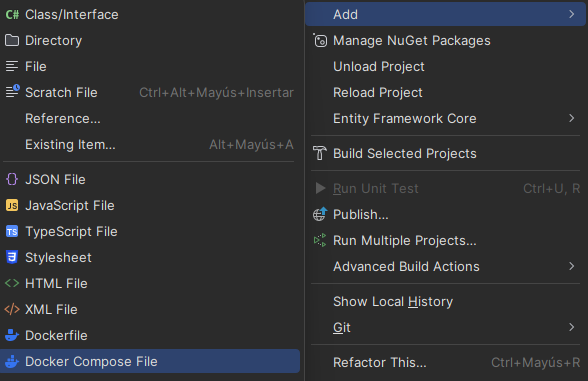 C# Class/Interface
Directory
File
Scratch File Ctrl+Alt+Mayús+Insertar
Reference...
Existing Item... Alt+Mayús+A
{} JSON File
JS JavaScript File
TS TypeScript File
Stylesheet
<> HTML File
</> XML File
Dockerfile
Docker Compose File
Add
Manage NuGet Packages
Unload Project
Reload Project
Entity Framework Core
Build Selected Projects
Run Unit Test Ctrl+U, R
Publish...
Run Multiple Projects...
Advanced Build Actions
Show Local History
Git
Refactor This... Ctrl+Mayús+R